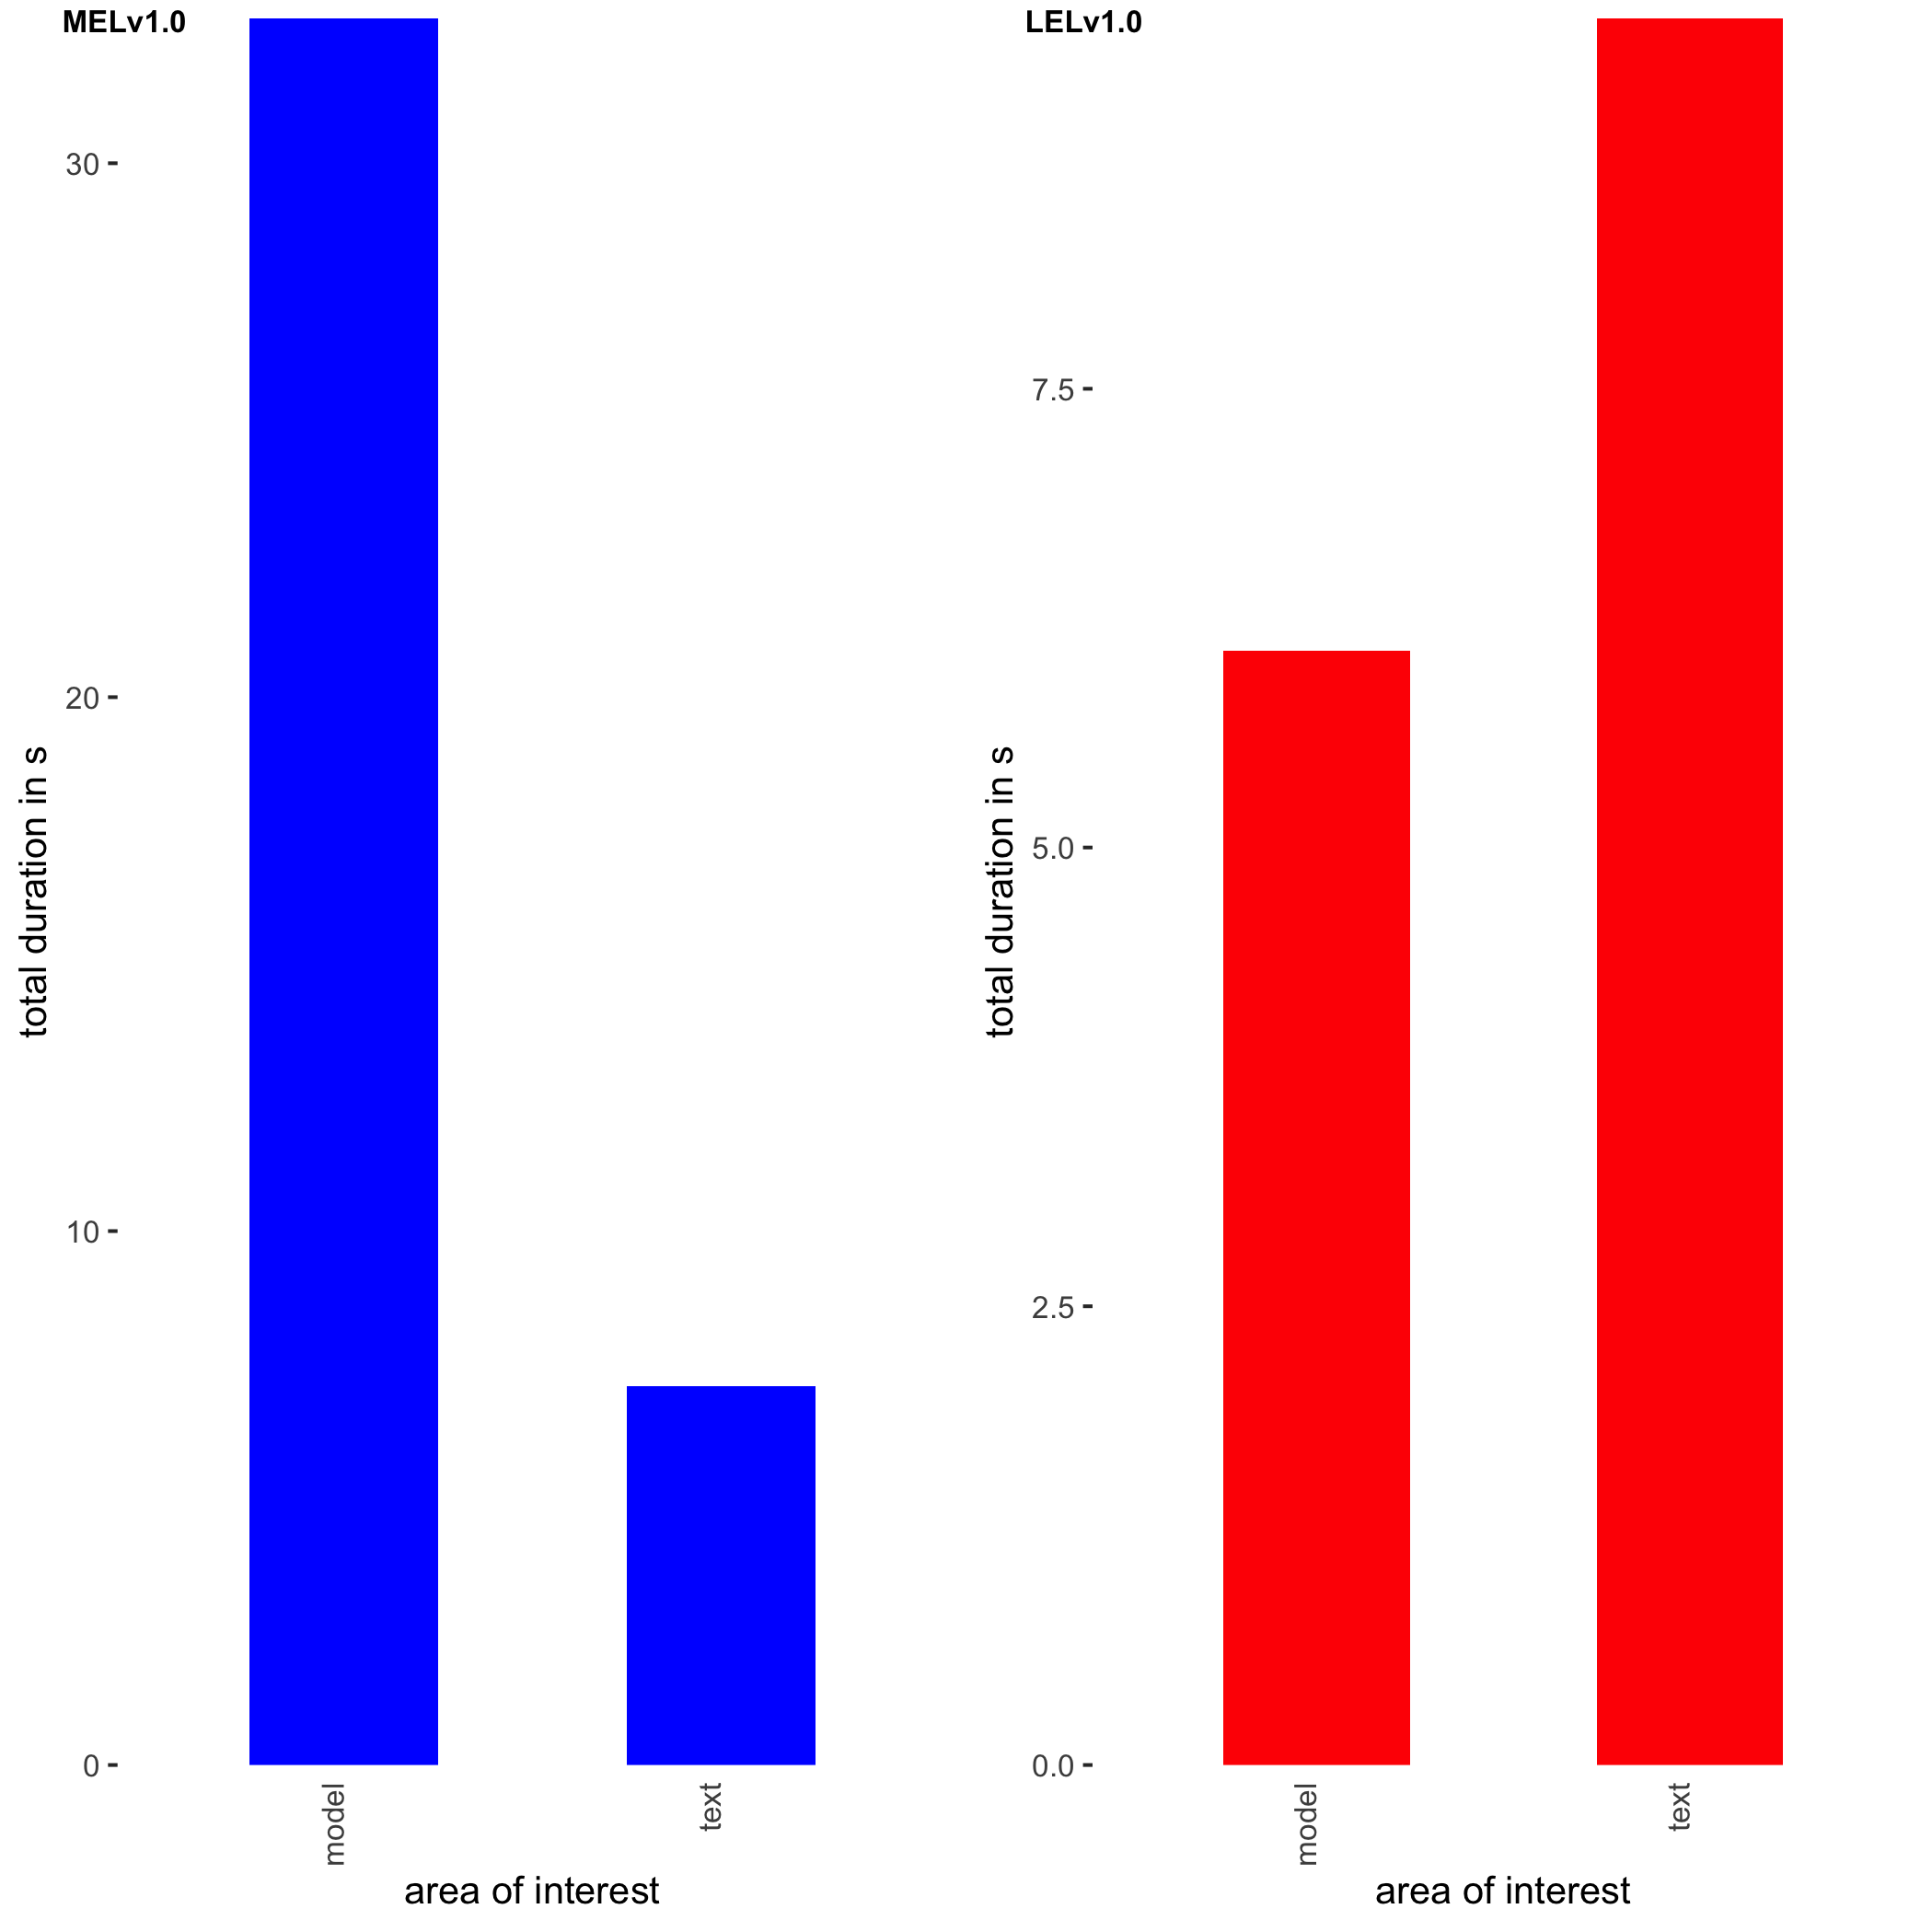 MELv1.0
30
20
10
0
total duration in s
model
text
area of interest
LELv1.0
7.5
5.0
2.5
0.0
total duration in s
model
text
area of interest